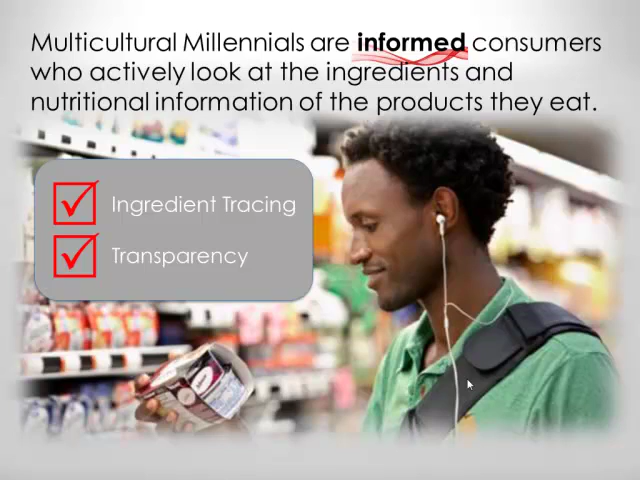 Multicultural Millennials are informed consumers
who actively look at the ingredients and
nutritional information of the products they eat.
Ingredient Tracing
Transparency